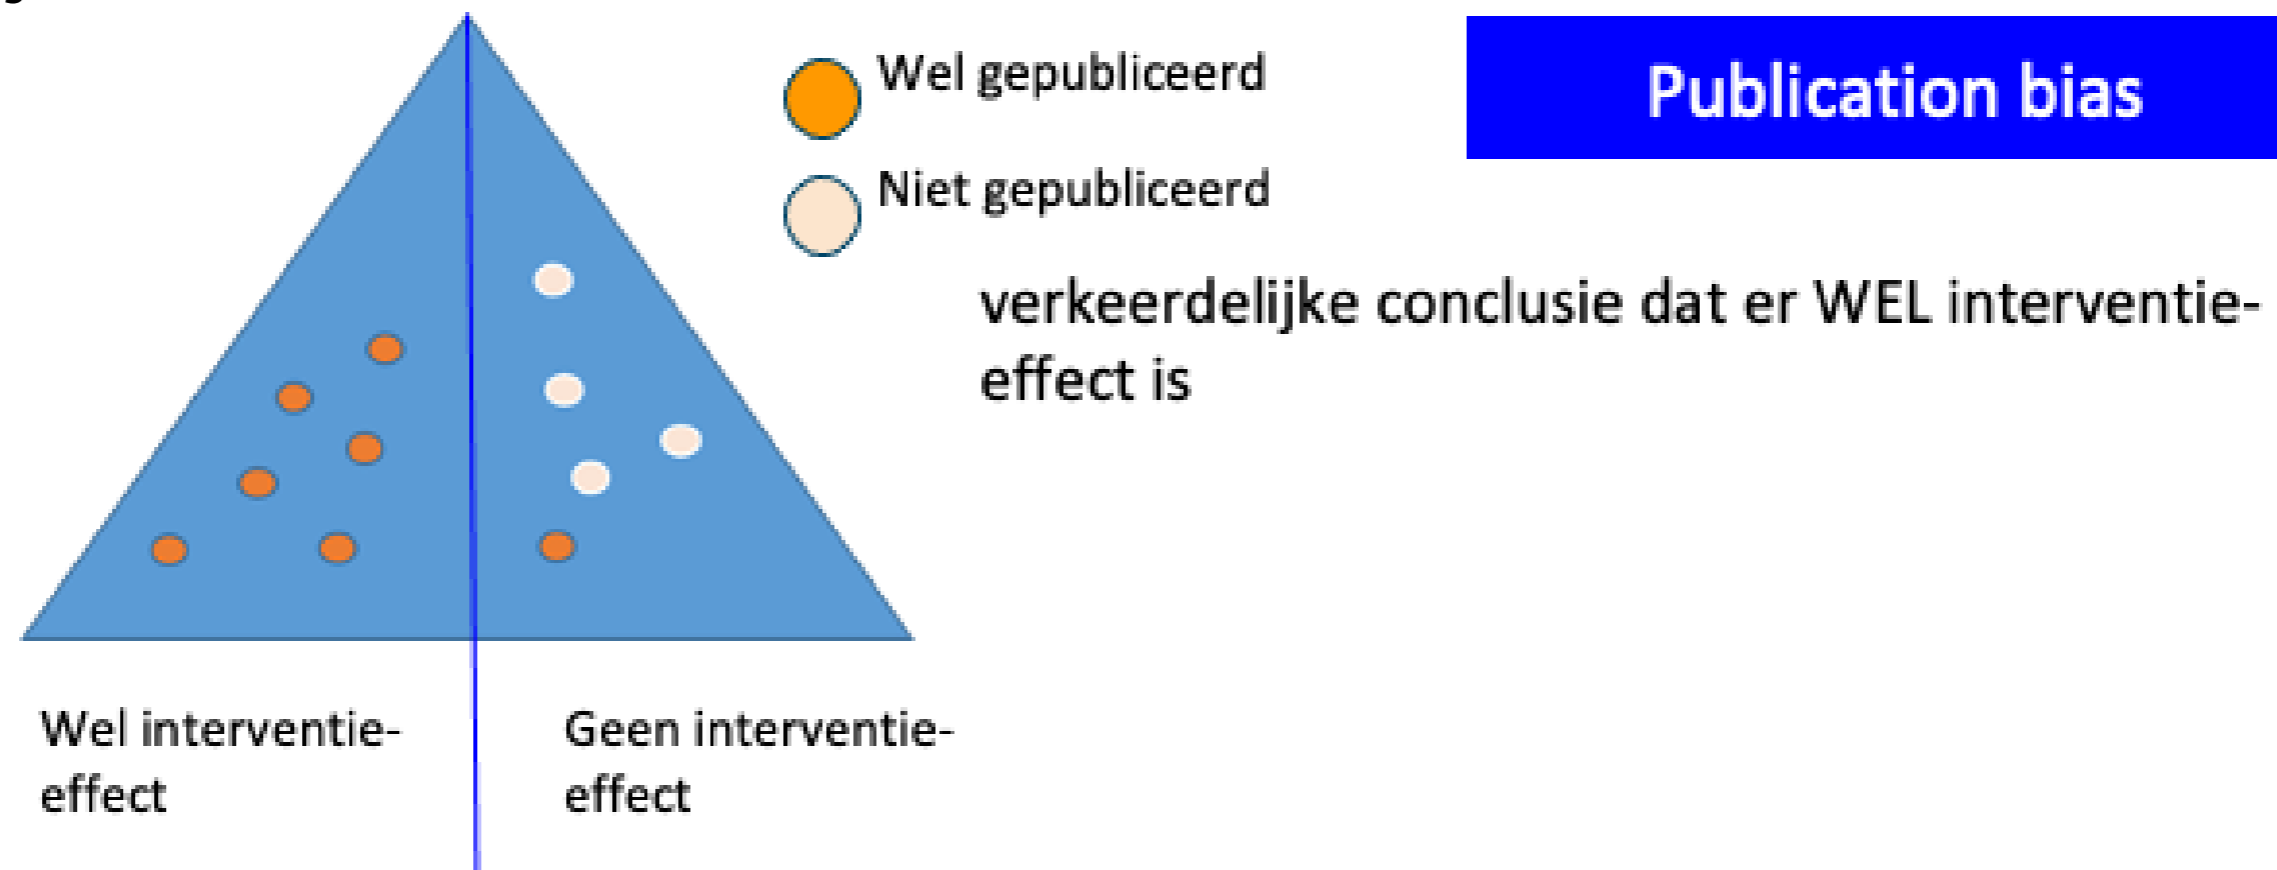 Wel gepubliceerd
Publication bias
Niet gepubliceerd
verkeerdelijke conclusie dat er WEL interventie-
effect is
Wel interventie-
effect
Geen interventie-
effect